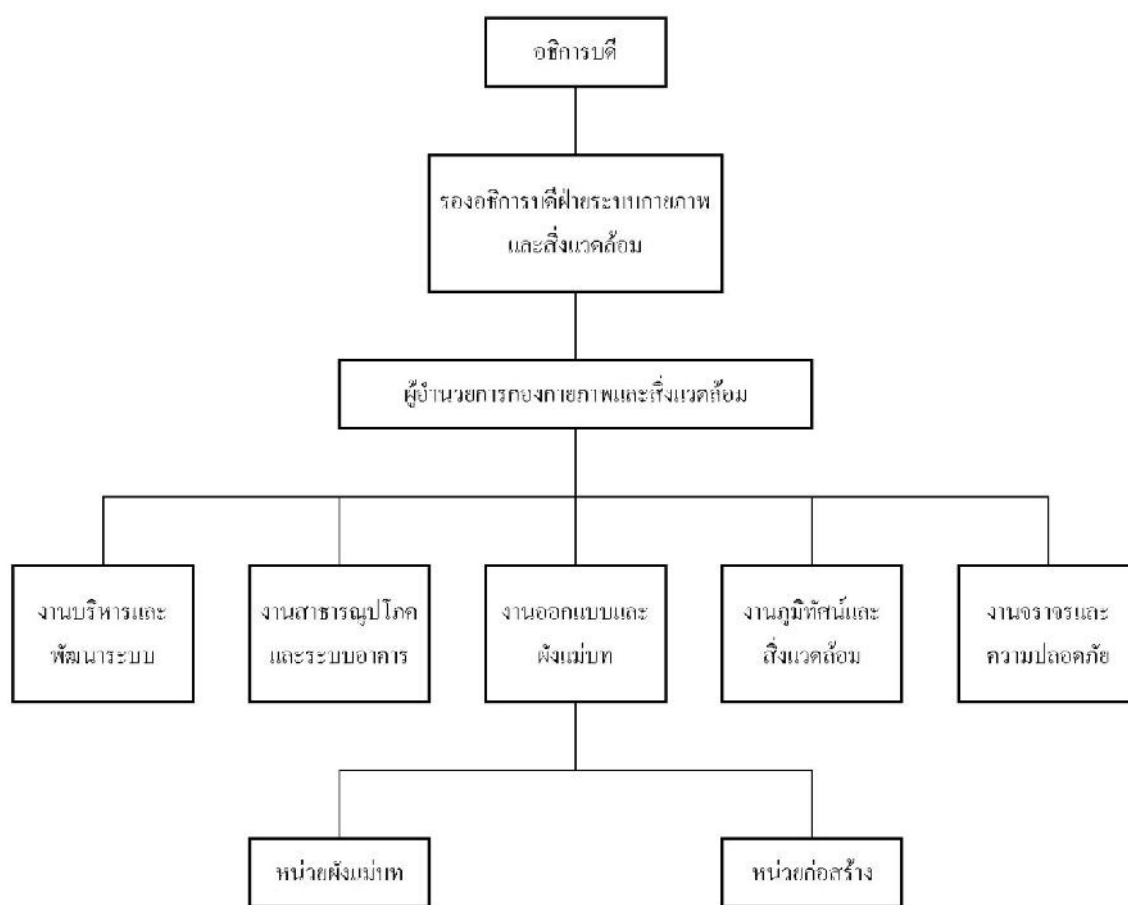 อธิการบดี
รองอธิการบดีฝ่ายระบบกายภาพ
และสิ่งแวดล้อม
ผู้อำนวยการกองกายภาพและสิ่งแวดล้อม
งานบริหารและ
พัฒนาระบบ
งานสาธารณูปโภค
และระบบอาคาร
งานออกแบบและ
ผังแม่บท
งานภูมิทัศน์และ
สิ่งแวดล้อม
งานจราจรและ
ความปลอดภัย
หน่วยผังแม่บท
หน่วยก่อสร้าง